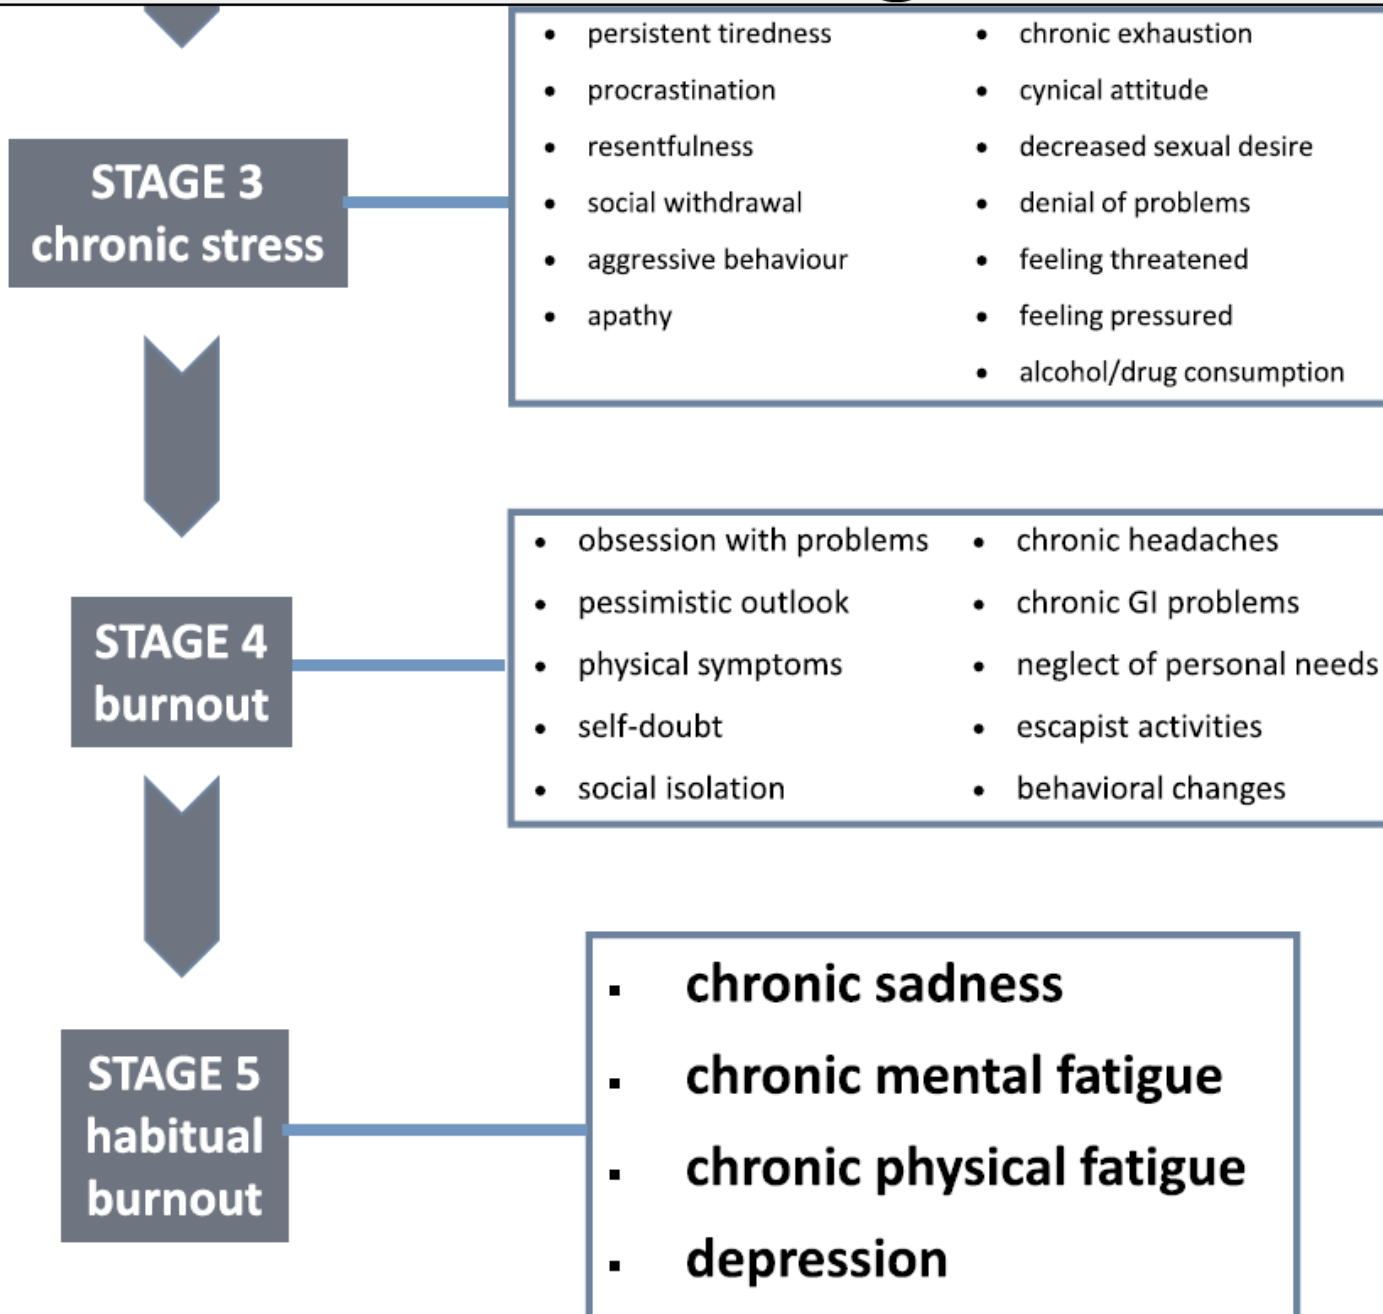 persistent tiredness
procrastination
resentfulness
social withdrawal
aggressive behaviour
apathy
chronic exhaustion
cynical attitude
decreased sexual desire
denial of problems
feeling threatened
feeling pressured
alcohol/drug consumption
STAGE 3
chronic stress
obsession with problems
pessimistic outlook
physical symptoms
self-doubt
social isolation
chronic headaches
chronic GI problems
neglect of personal needs
escapist activities
behavioral changes
STAGE 4
burnout
chronic sadness
chronic mental fatigue
chronic physical fatigue
depression
STAGE 5
habitual
burnout